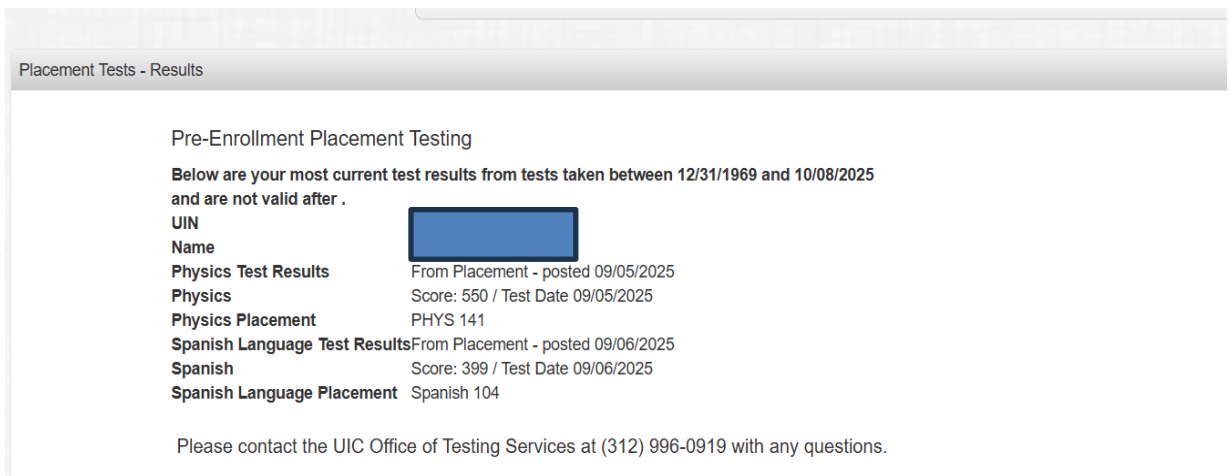 Placement Tests - Results
Pre-Enrollment Placement Testing
Below are your most current test results from tests taken between 12/31/1969 and 10/08/2025
and are not valid after .
UIN
Name
Physics Test Results From Placement - posted 09/05/2025
Physics Score: 550 / Test Date 09/05/2025
Physics Placement PHYS 141
Spanish Language Test Results From Placement - posted 09/06/2025
Spanish Score: 399 / Test Date 09/06/2025
Spanish Language Placement Spanish 104
Please contact the UIC Office of Testing Services at (312) 996-0919 with any questions.